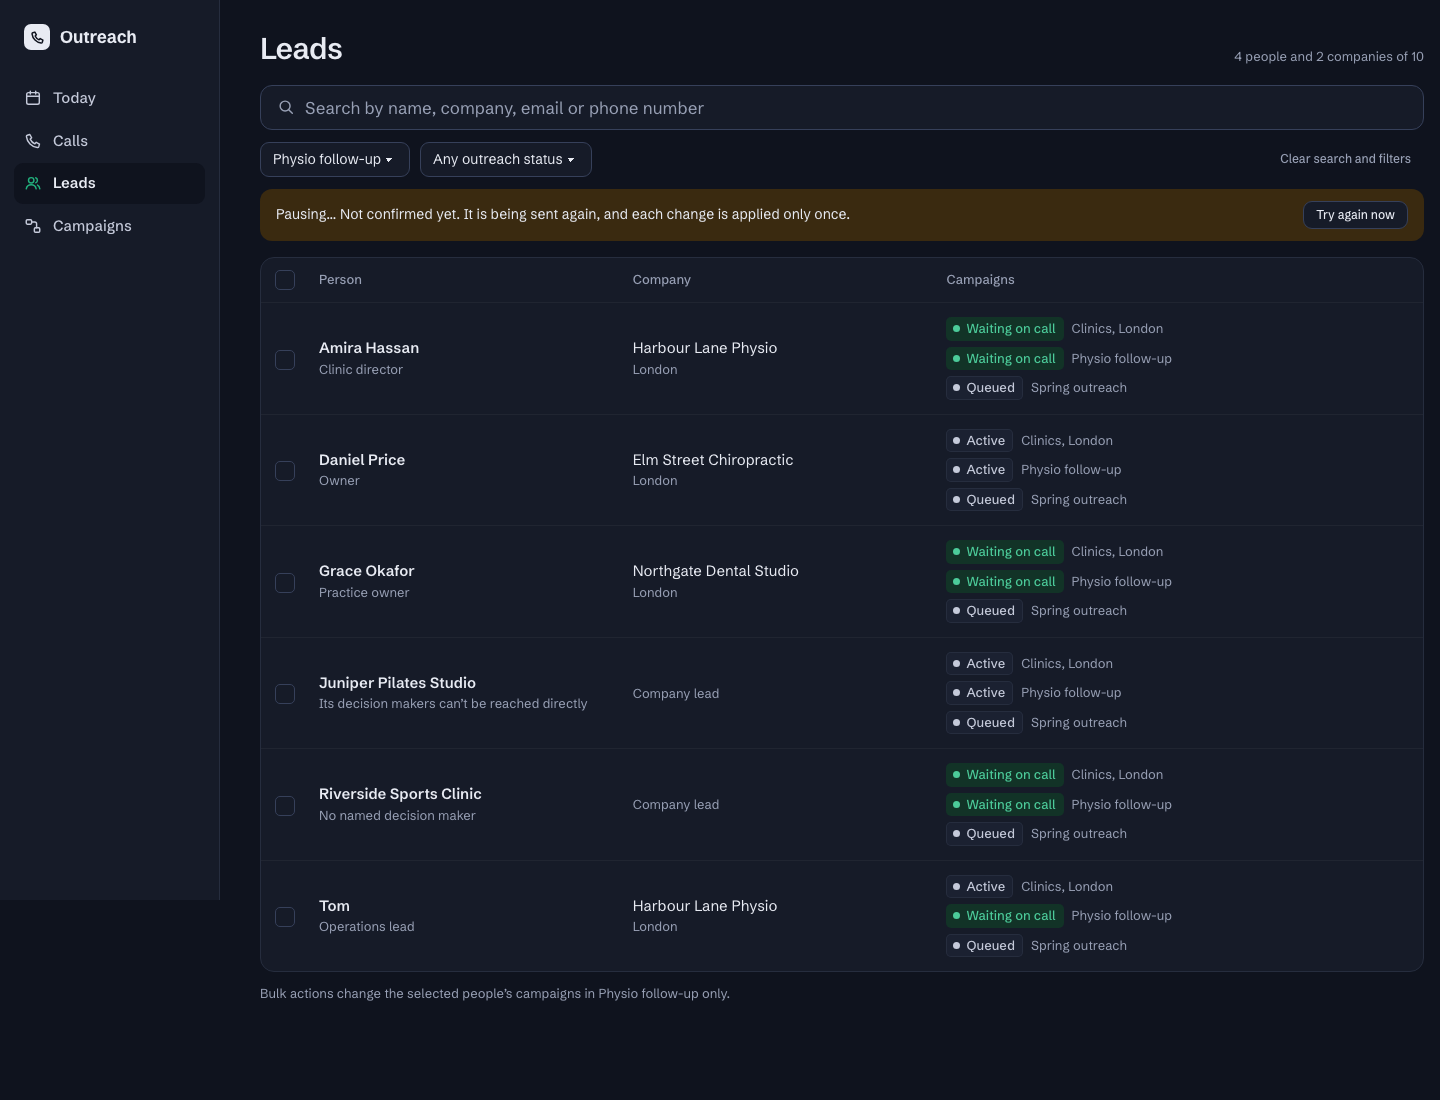 Outreach
Today
Calls
Leads
Campaigns
Leads
4 people and 2 companies of 10
Search by name, company, email or phone number
Physio follow-up
Any outreach status
Clear search and filters
Pausing… Not confirmed yet. It is being sent again, and each change is applied only once.
Try again now
Person Company Campaigns
Amira Hassan
Clinic director
Harbour Lane Physio
London
Waiting on call Clinics, London
Waiting on call Physio follow-up
Queued Spring outreach
Daniel Price
Owner
Elm Street Chiropractic
London
Active Clinics, London
Active Physio follow-up
Queued Spring outreach
Grace Okafor
Practice owner
Northgate Dental Studio
London
Waiting on call Clinics, London
Waiting on call Physio follow-up
Queued Spring outreach
Juniper Pilates Studio
Its decision makers can't be reached directly
Company lead
Active Clinics, London
Active Physio follow-up
Queued Spring outreach
Riverside Sports Clinic
No named decision maker
Company lead
Waiting on call Clinics, London
Waiting on call Physio follow-up
Queued Spring outreach
Tom
Operations lead
Harbour Lane Physio
London
Active Clinics, London
Waiting on call Physio follow-up
Queued Spring outreach
Bulk actions change the selected people's campaigns in Physio follow-up only.